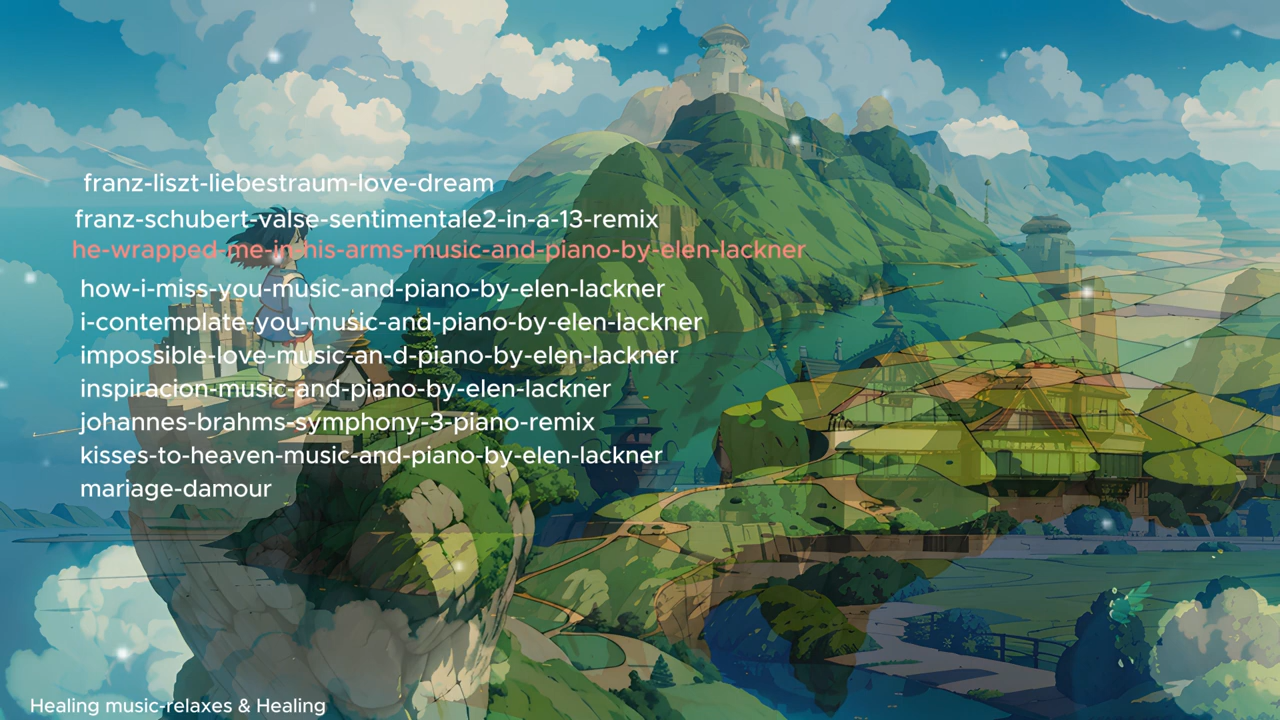 franz-liszt-liebestraum-love-dream
franz-schubert-valse-sentimentale2-in-a-13-remix
he-wrapped-me-in-his-arms-music-and-piano-by-elen-lackner
how-i-miss-you-music-and-piano-by-elen-lackner
i-contemplate-you-music-and-piano-by-elen-lackner
impossible-love-music-an-d-piano-by-elen-lackner
inspiracion-music-and-piano-by-elen-lackner
johannes-brahms-symphony-3-piano-remix
kisses-to-heaven-music-and-piano-by-elen-lackner
mariage-damour
Healing music-relaxes & Healing